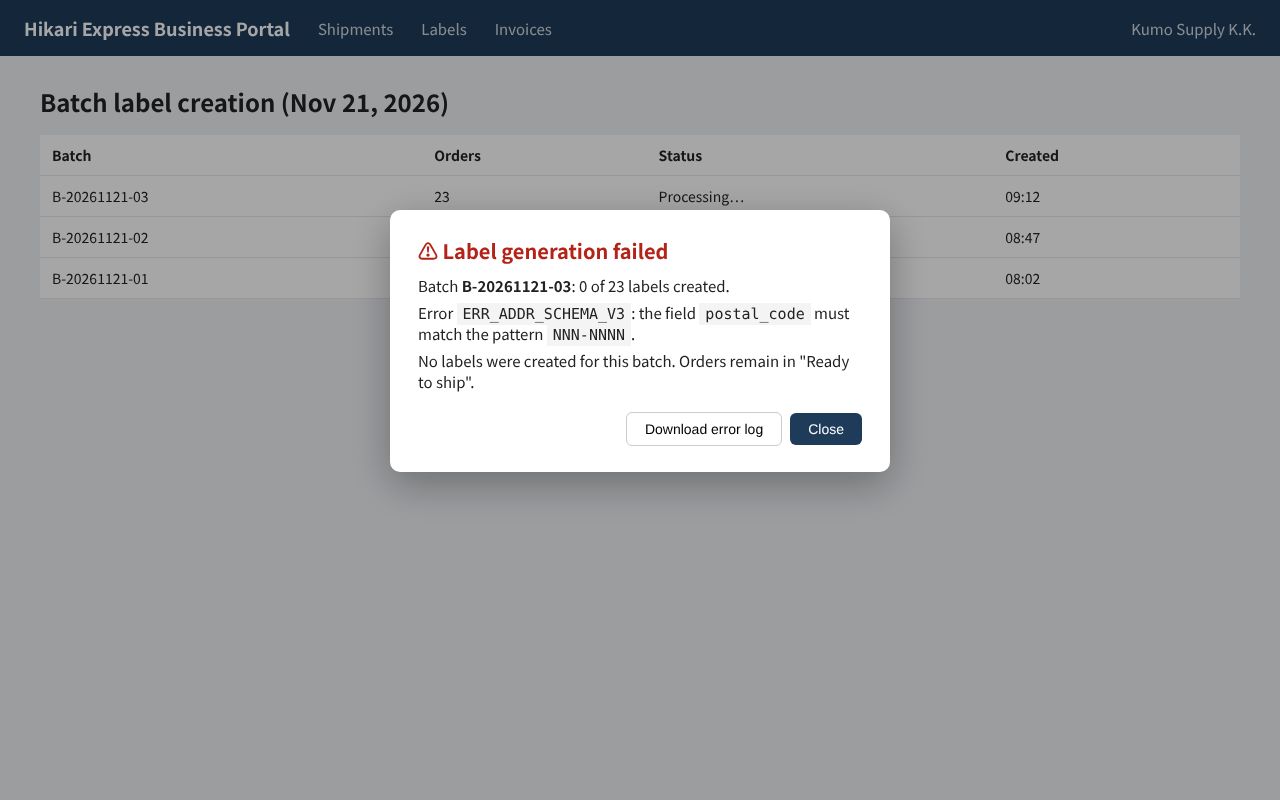 Hikari Express Business Portal Shipments Labels Invoices Kumo Supply K.K.
Batch label creation (Nov 21, 2026)
Batch Orders Status Created
B-20261121-03 23 Processing… 09:12
B-20261121-02 08:47
B-20261121-01 08:02
⚠ Label generation failed
Batch B-20261121-03: 0 of 23 labels created.
Error ERR_ADDR_SCHEMA_V3 : the field postal_code must
match the pattern NNN-NNNN .
No labels were created for this batch. Orders remain in "Ready
to ship".
Download error log Close